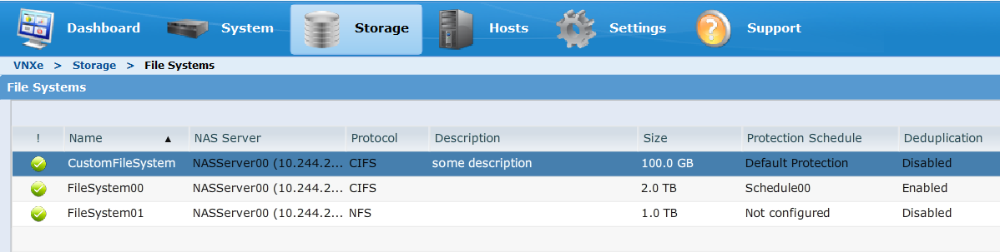 Dashboard System Storage Hosts Settings Support
VNXe > Storage > File Systems
File Systems
! Name ▲ NAS Server Protocol Description Size Protection Schedule Deduplication
CustomFileSystem NASServer00 (10.244.2... CIFS some description 100.0 GB Default Protection Disabled
FileSystem00 NASServer00 (10.244.2... CIFS 2.0 TB Schedule00 Enabled
FileSystem01 NASServer00 (10.244.2... NFS 1.0 TB Not configured Disabled